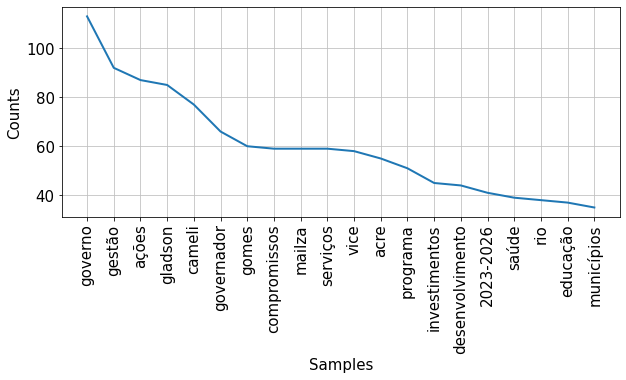 100
80
60
40
Counts
governo
gestão
ações
gladson
cameli
governador
gomes
compromissos
mailza
serviços
vice
acre
programa
investimentos
desenvolvimento
2023-2026
saúde
rio
educação
municípios
Samples